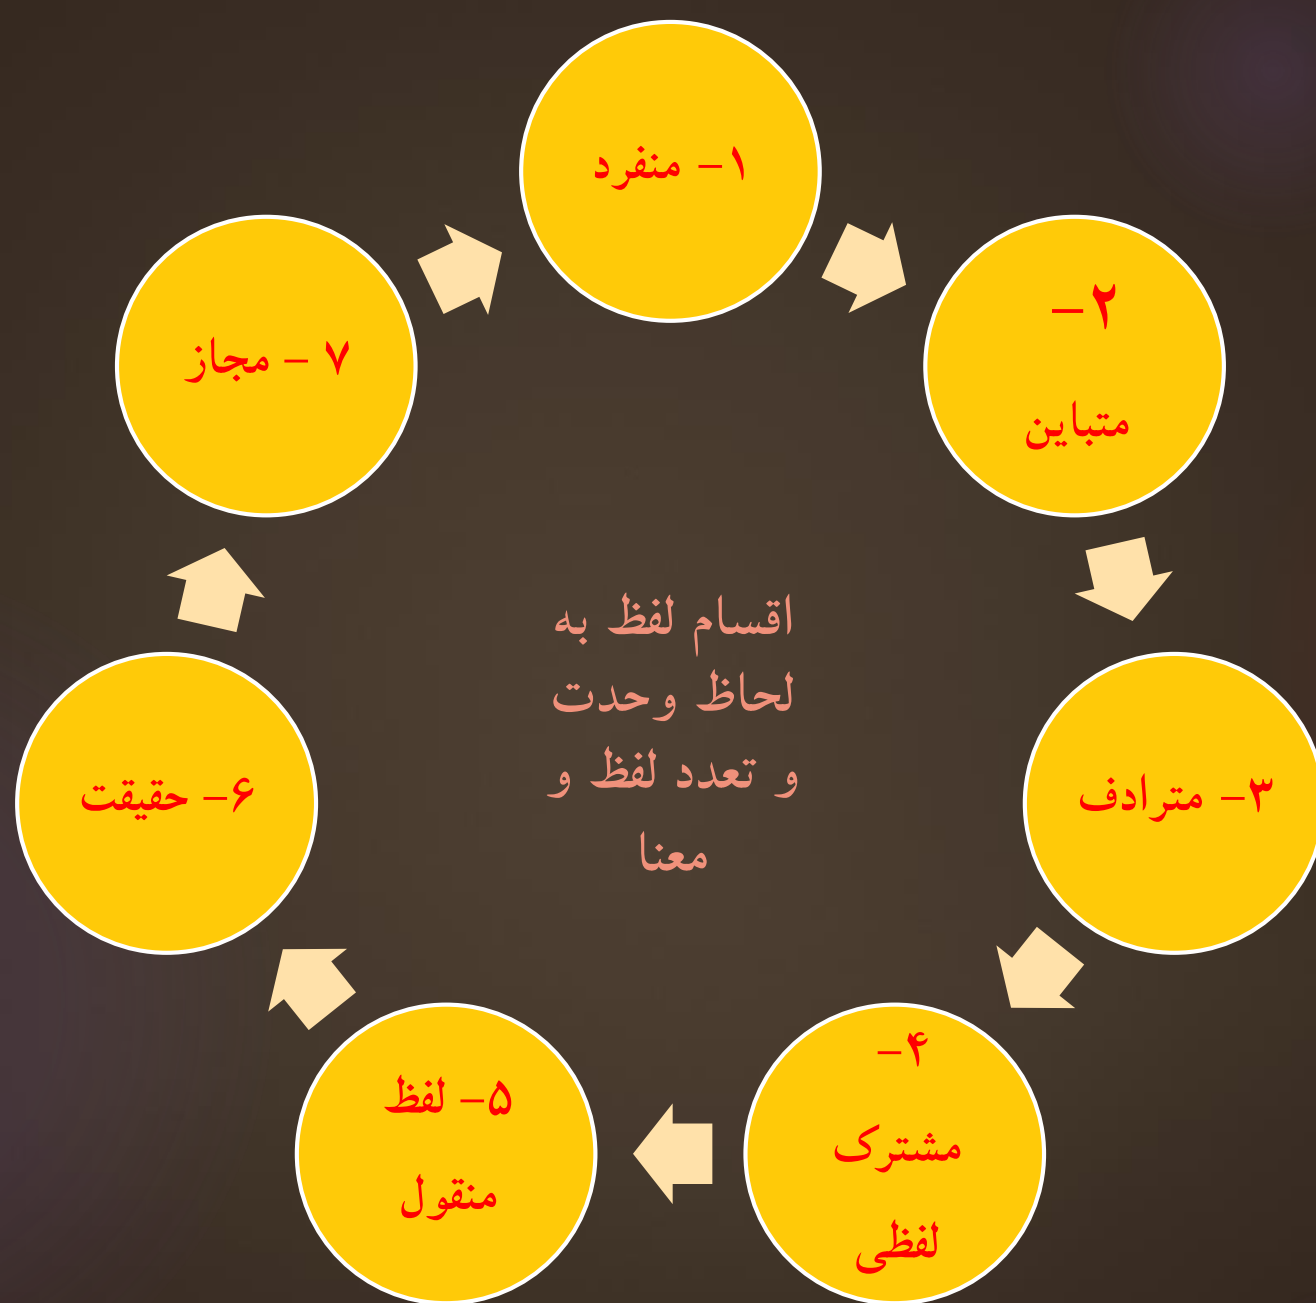 ۱- منفرد
۲-
متباین
۳- مترادف
۴-
مشترک
لفظی
۵- لفظ
منقول
۶- حقیقت
۷ - مجاز
اقسام لفظ به
لحاظ وحدت
و تعدد لفظ و
معنا